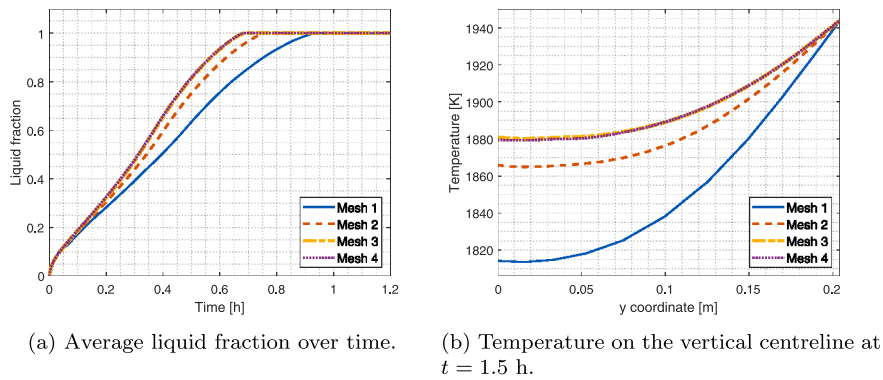 1
0.8
0.6
0.4
0.2
0
Liquid fraction
0 0.2 0.4 0.6 0.8 1 1.2
Time [h]
Mesh 1
Mesh 2
Mesh 3
Mesh 4
(a) Average liquid fraction over time.
1940
1920
1900
1880
1860
1840
1820
Temperature [K]
0 0.05 0.1 0.15 0.2
y coordinate [m]
Mesh 1
Mesh 2
Mesh 3
Mesh 4
(b) Temperature on the vertical centreline at
t = 1.5 h.